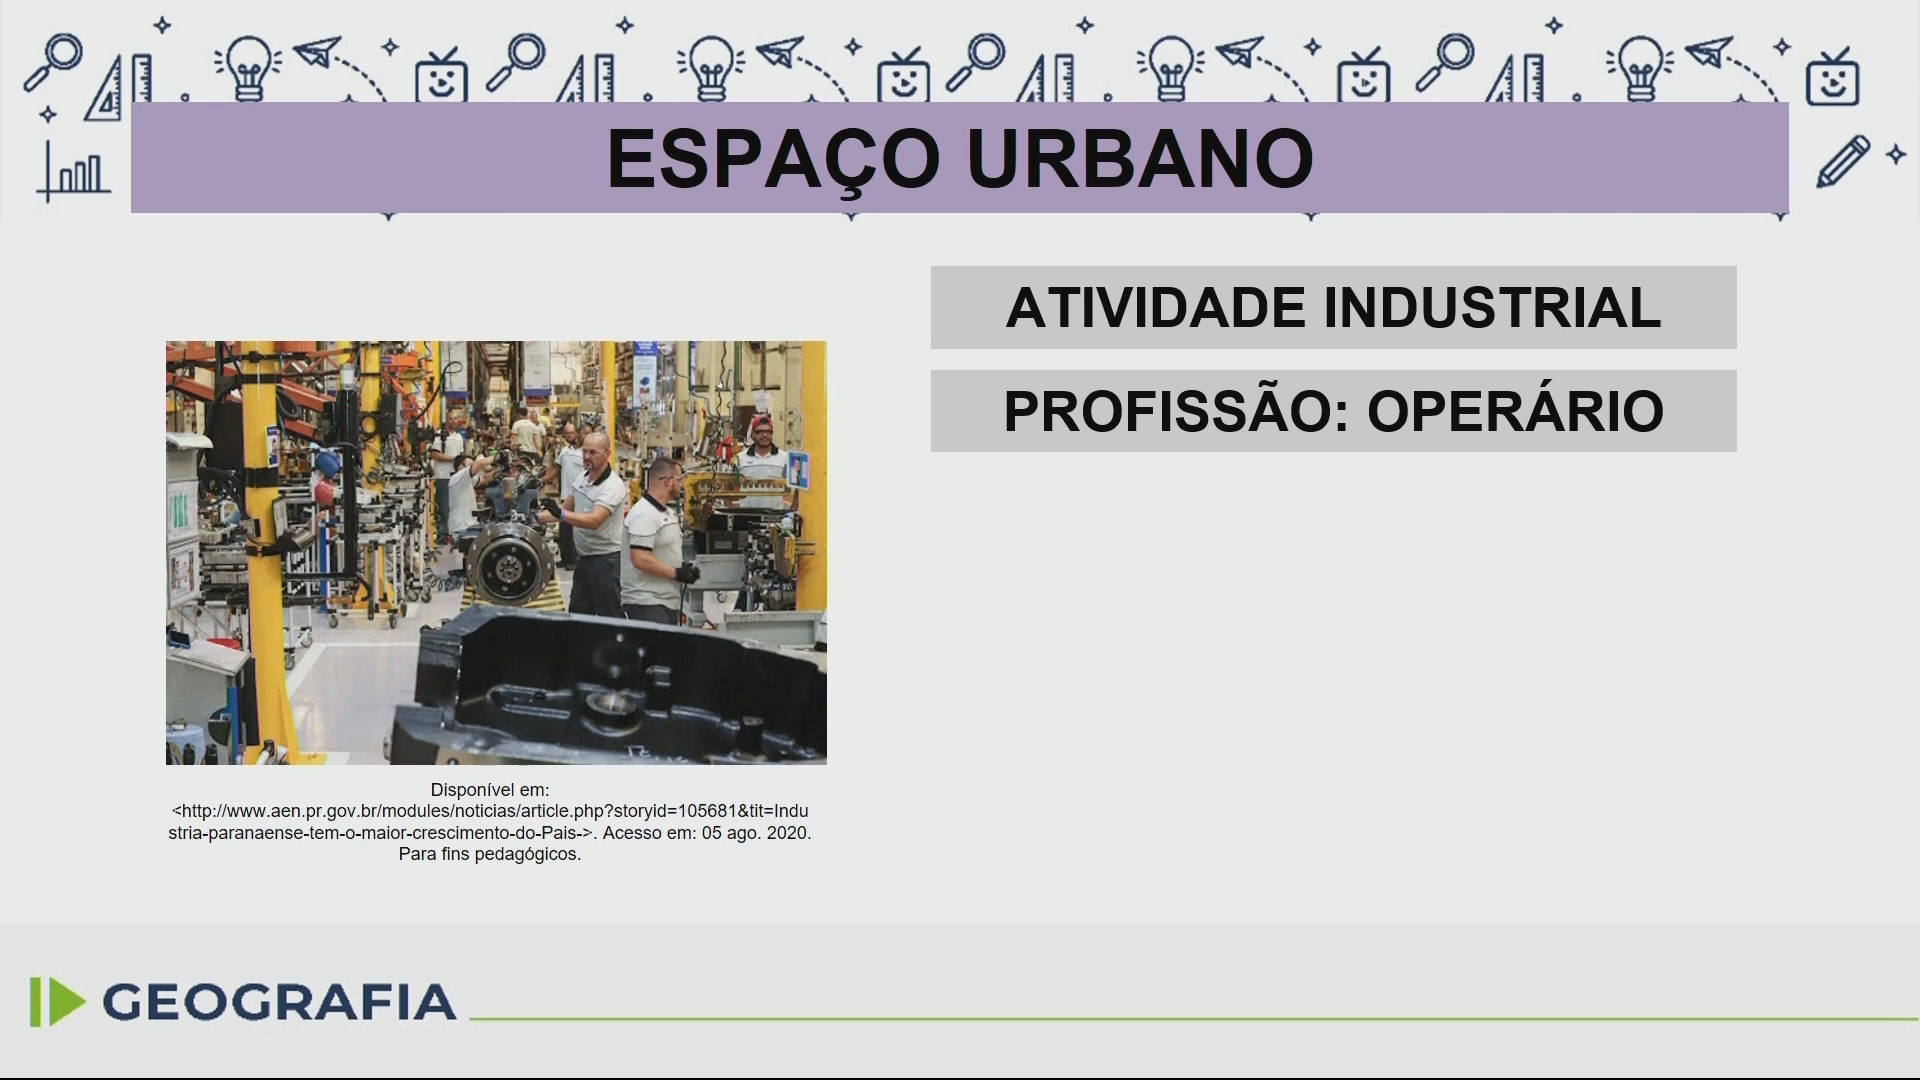 ESPAÇO URBANO
ATIVIDADE INDUSTRIAL
PROFISSÃO: OPERÁRIO
Disponível em:
<http://www.aen.pr.gov.br/modules/noticias/article.php?storyid=105681&tit=Indu
stria-paranaense-tem-o-maior-crescimento-do-Pais->. Acesso em: 05 ago. 2020.
Para fins pedagógicos.
GEOGRAFIA